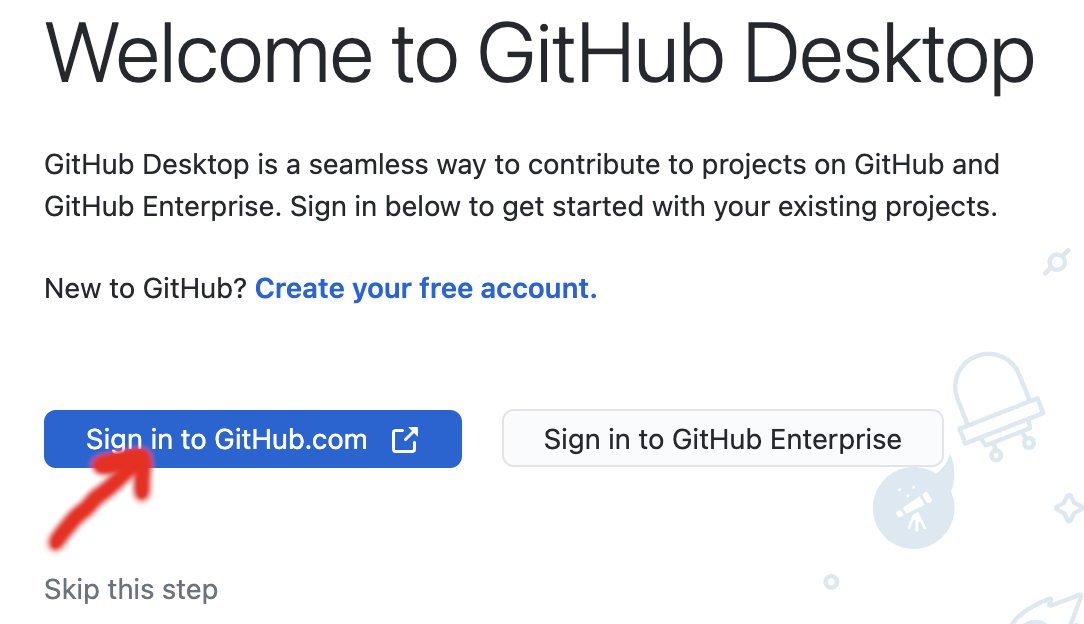 Welcome to GitHub Desktop
GitHub Desktop is a seamless way to contribute to projects on GitHub and
GitHub Enterprise. Sign in below to get started with your existing projects.
New to GitHub? Create your free account.
Sign in to GitHub.com
Sign in to GitHub Enterprise
Skip this step